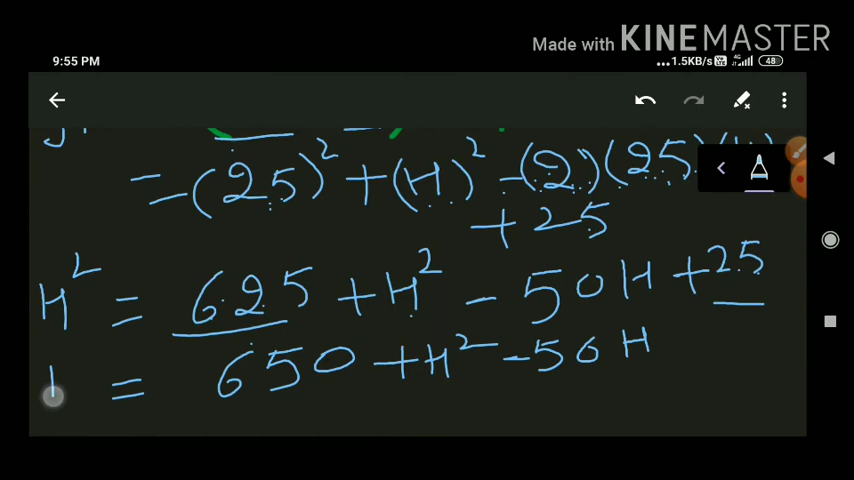 Made with KINEMASTER
9:55 PM ...1.5KB/s 4G 48
= (25)² + (H)² - (2)(25)
+ 25
H² = 625 + H² - 50H + 25
= 650 + H² - 50H